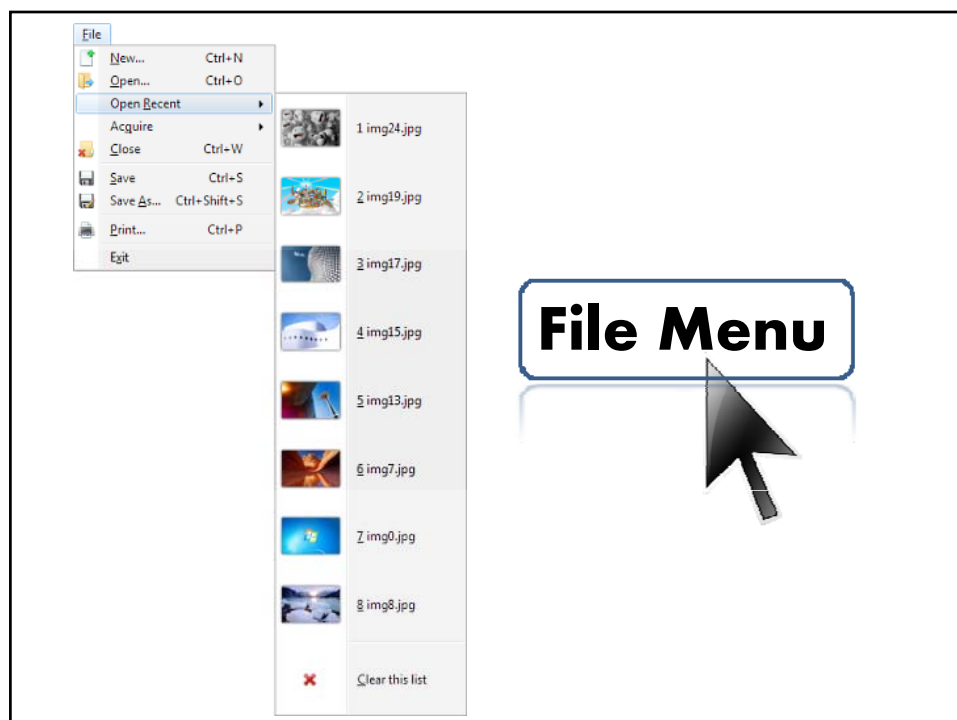 File
New... Ctrl+N
Open... Ctrl+O
Open Recent
Acquire
Close Ctrl+W
Save Ctrl+S
Save As... Ctrl+Shift+S
Print... Ctrl+P
Exit
1 img24.jpg
2 img19.jpg
3 img17.jpg
4 img15.jpg
5 img13.jpg
6 img7.jpg
7 img0.jpg
8 img8.jpg
Clear this list
File Menu